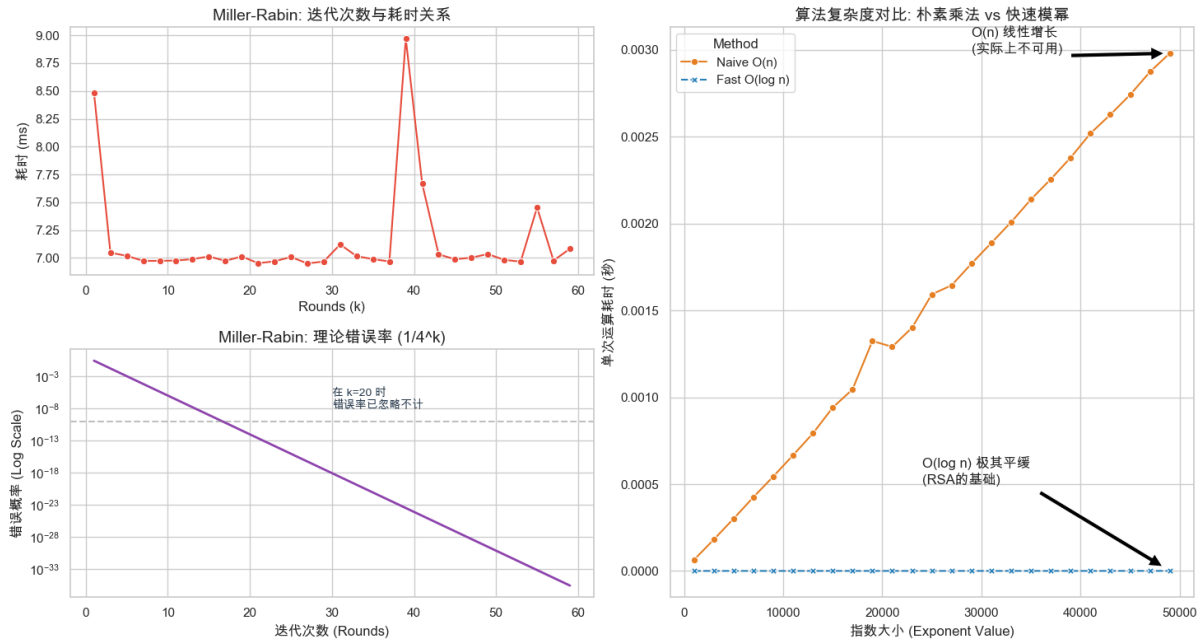 Miller-Rabin: 迭代次数与耗时关系
9.00
8.75
8.50
8.25
8.00
7.75
7.50
7.25
7.00
耗时 (ms)
0
10
20
30
40
50
60
Rounds (k)
Miller-Rabin: 理论错误率 (1/4^k)
10⁻³
10⁻⁸
10⁻¹³
10⁻¹⁸
10⁻²³
10⁻²⁸
10⁻³³
错误概率 (Log Scale)
在 k=20 时
错误率已忽略不计
0
10
20
30
40
50
60
迭代次数 (Rounds)
算法复杂度对比: 朴素乘法 vs 快速模幂
Method
Naive O(n)
Fast O(log n)
O(n) 线性增长
(实际上不可用)
0.0030
0.0025
0.0020
0.0015
0.0010
0.0005
0.0000
单次运算耗时 (秒)
O(log n) 极其平缓
(RSA的基础)
0
10000
20000
30000
40000
50000
指数大小 (Exponent Value)